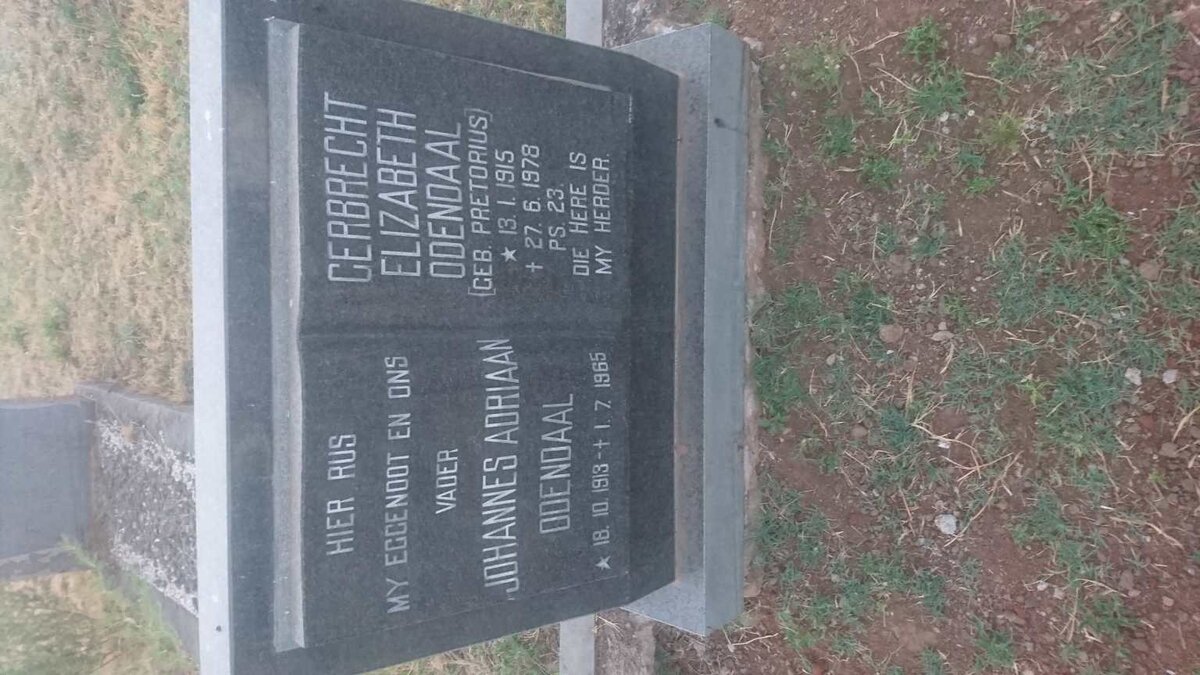 HIER RUS
MY EGGENOOT EN ONS
VADER
JOHANNES ADRIAAN
ODENDAAL
★ 18. 10. 1913 - † 1. 7. 1965
GERBRECHT
ELIZABETH
ODENDAAL
(GEB. PRETORIUS)
★ 13. 1. 1915
† 27. 6. 1978
PS. 23.
DIE HERE IS
MY HERDER.